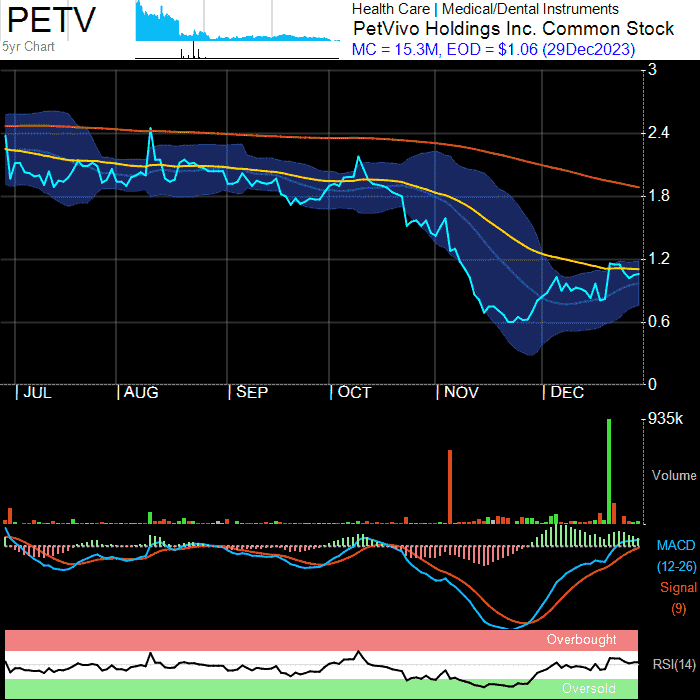 PETV
5yr Chart
Health Care | Medical/Dental Instruments
PetVivo Holdings Inc. Common Stock
MC = 15.3M, EOD = $1.06 (29Dec2023)
3
2.4
1.8
1.2
0.6
0
| JUL | AUG | SEP | OCT | NOV | DEC
935k
Volume
MACD
(12-26)
Signal
(9)
Overbought
RSI(14)
Oversold